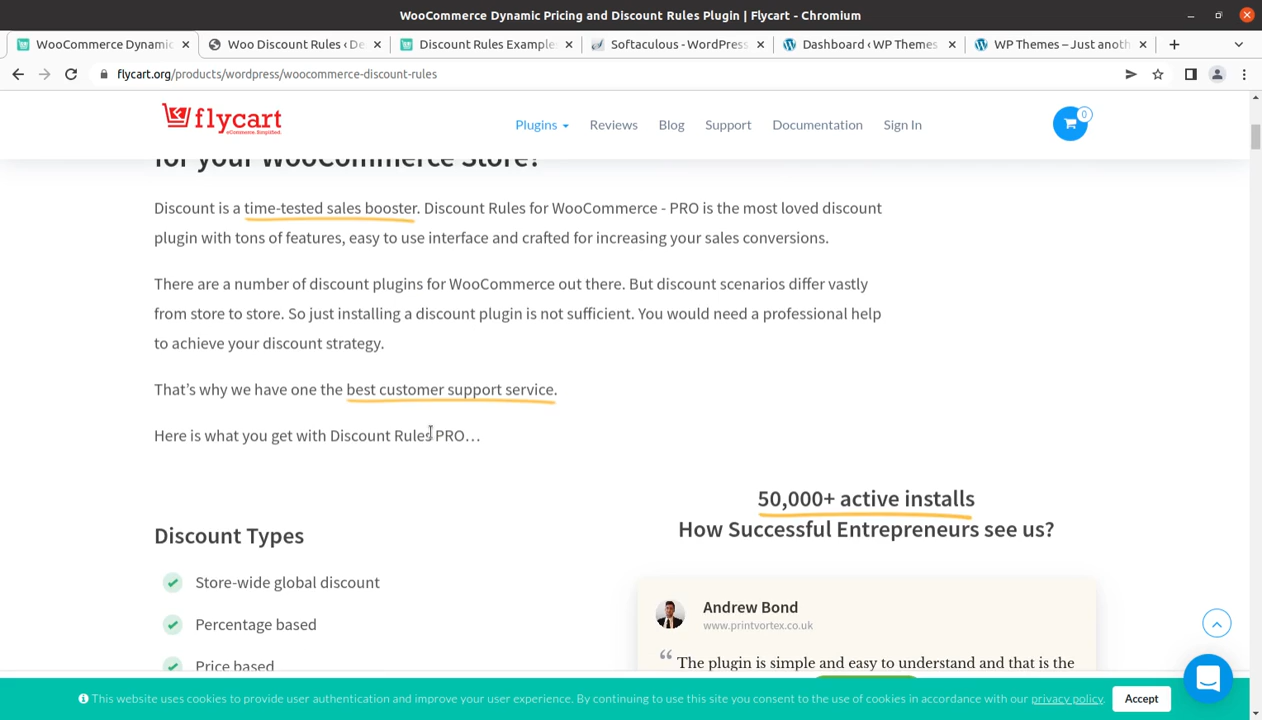 WooCommerce Dynamic Pricing and Discount Rules Plugin | Flycart - Chromium
WooCommerce Dynamic
Woo Discount Rules ‹ De
Discount Rules Example
Softaculous - WordPress
Dashboard ‹ WP Themes
WP Themes – Just anoth
flycart.org/products/wordpress/woocommerce-discount-rules
flycart
eCommerce. Simplified.
Plugins
Reviews
Blog
Support
Documentation
Sign In
0
for your WooCommerce Store?
Discount is a time-tested sales booster. Discount Rules for WooCommerce - PRO is the most loved discount
plugin with tons of features, easy to use interface and crafted for increasing your sales conversions.
There are a number of discount plugins for WooCommerce out there. But discount scenarios differ vastly
from store to store. So just installing a discount plugin is not sufficient. You would need a professional help
to achieve your discount strategy.
That's why we have one the best customer support service.
Here is what you get with Discount Rules PRO…
50,000+ active installs
How Successful Entrepreneurs see us?
Discount Types
Store-wide global discount
Percentage based
Price based
Andrew Bond
www.printvortex.co.uk
“ The plugin is simple and easy to understand and that is the
This website uses cookies to provide user authentication and improve your user experience. By continuing to use this site you consent to the use of cookies in accordance with our privacy policy.
Accept